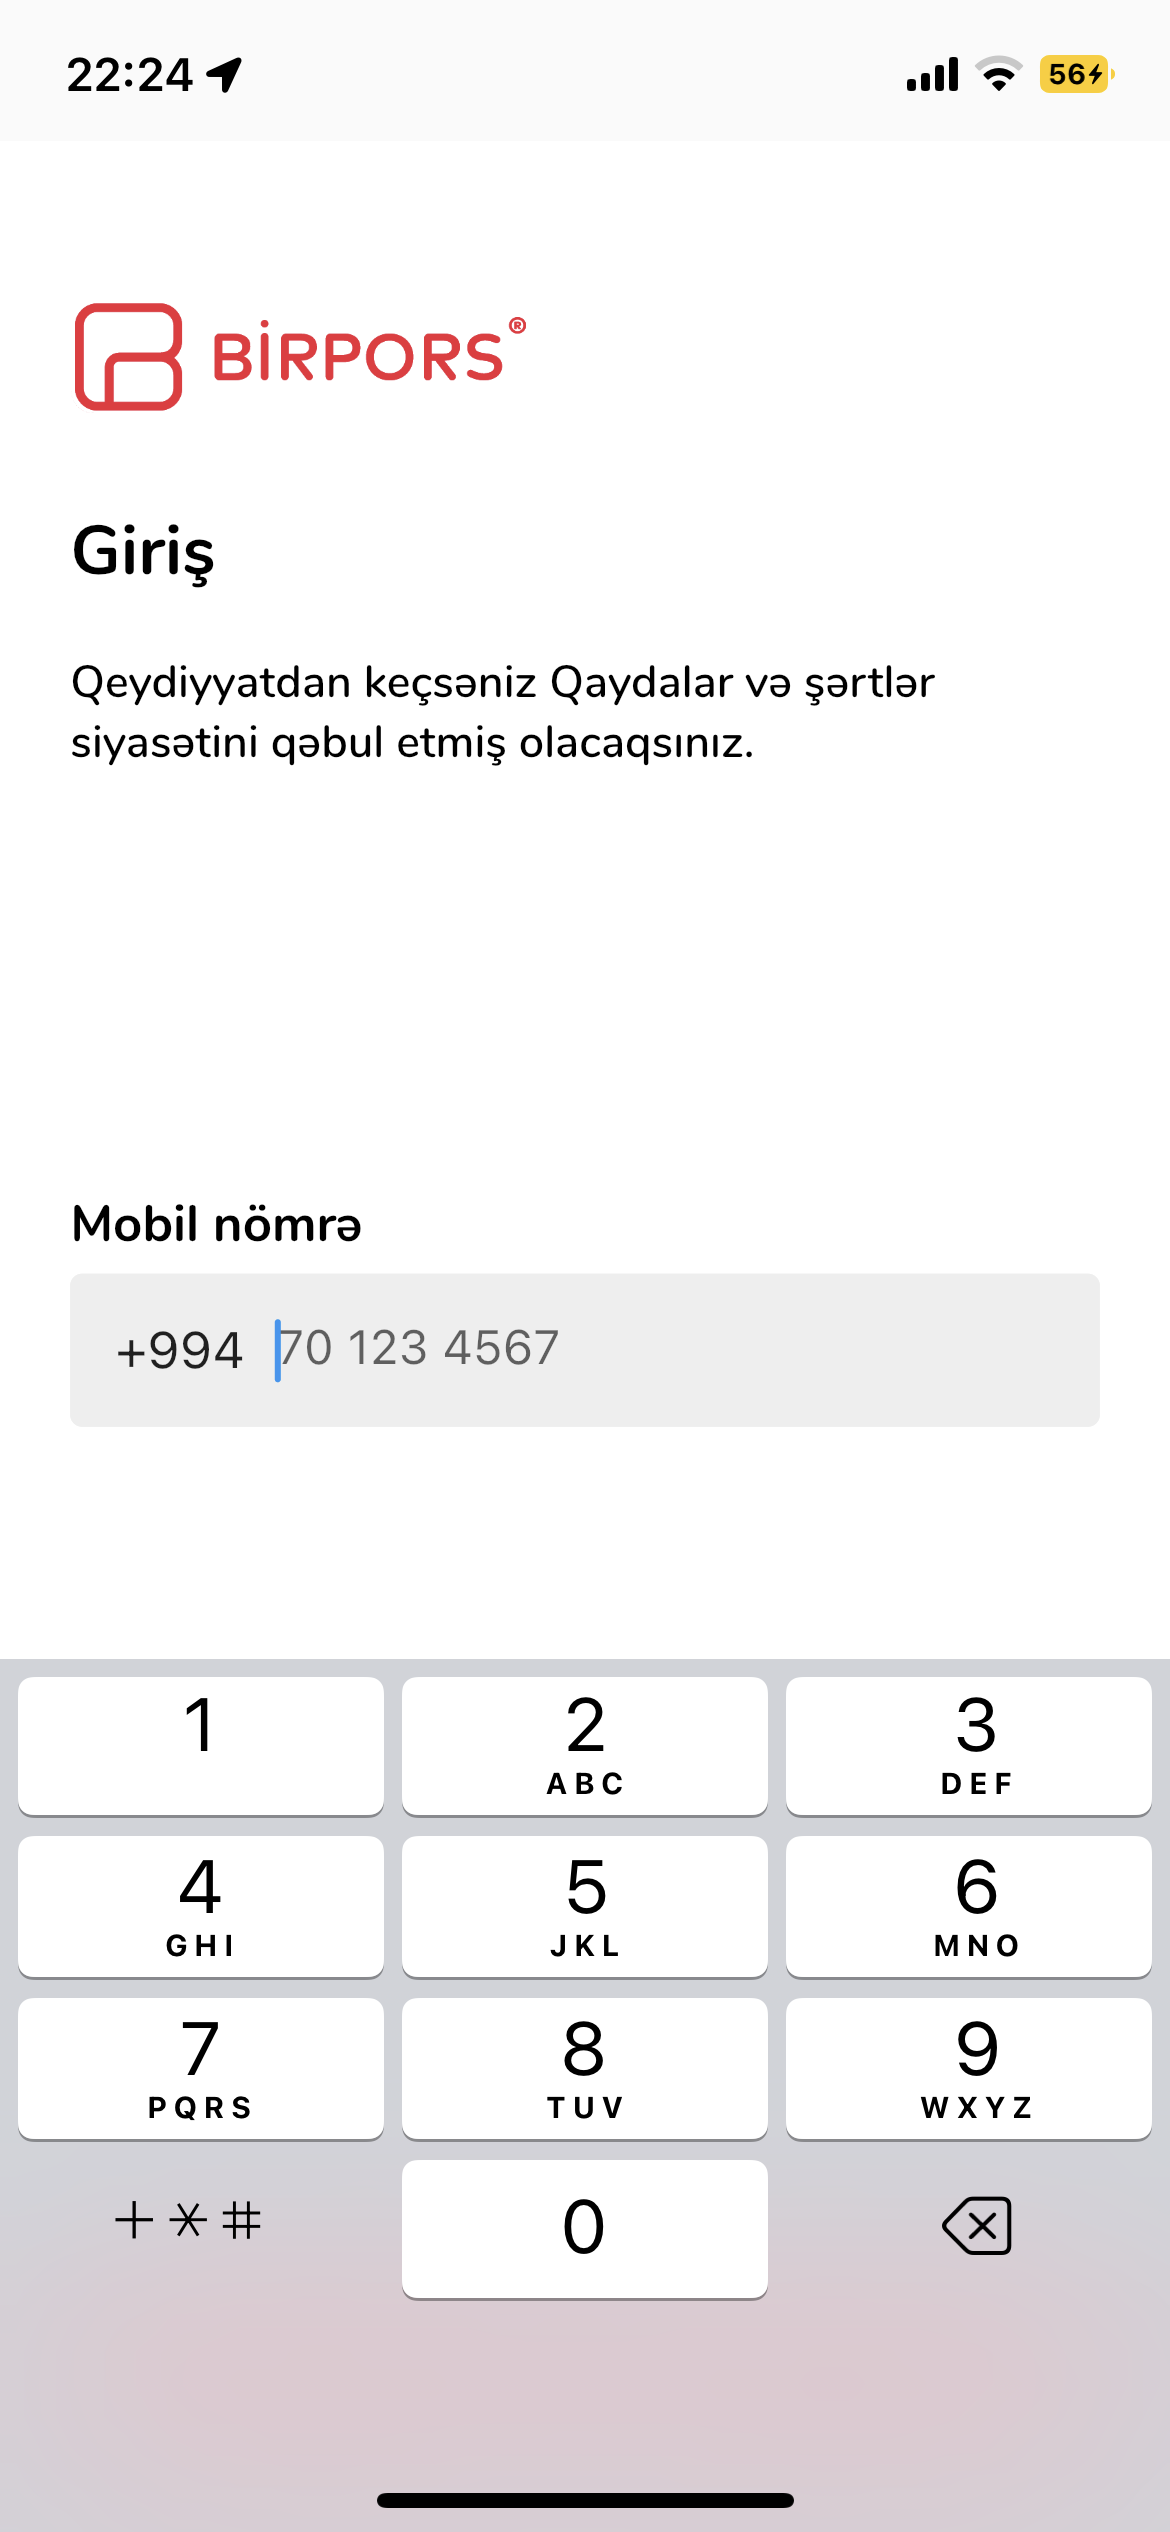 22:24
56
BİRPORS®
Giriş
Qeydiyyatdan keçsəniz Qaydalar və şərtlər
siyasətini qəbul etmiş olacaqsınız.
Mobil nömrə
+994 70 123 4567
1 2 3
ABC DEF
4 5 6
GHI JKL MNO
7 8 9
PQRS TUV WXYZ
+*# 0